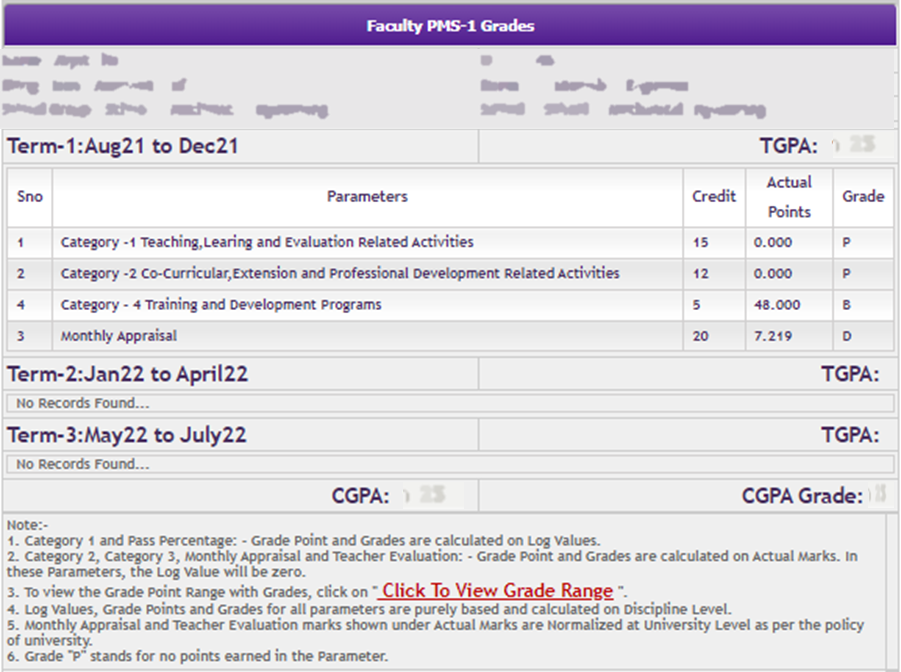 Faculty PMS-1 Grades
Term-1:Aug21 to Dec21 TGPA:
Sno Parameters Credit Actual Points Grade
1 Category -1 Teaching,Learing and Evaluation Related Activities 15 0.000 P
2 Category -2 Co-Curricular,Extension and Professional Development Related Activities 12 0.000 P
4 Category - 4 Training and Development Programs 5 48.000 B
3 Monthly Appraisal 20 7.219 D
Term-2:Jan22 to April22 TGPA:
No Records Found...
Term-3:May22 to July22 TGPA:
No Records Found...
CGPA: CGPA Grade:
Note:-
1. Category 1 and Pass Percentage: - Grade Point and Grades are calculated on Log Values.
2. Category 2, Category 3, Monthly Appraisal and Teacher Evaluation: - Grade Point and Grades are calculated on Actual Marks. In
these Parameters, the Log Value will be zero.
3. To view the Grade Point Range with Grades, click on " Click To View Grade Range ".
4. Log Values, Grade Points and Grades for all parameters are purely based and calculated on Discipline Level.
5. Monthly Appraisal and Teacher Evaluation marks shown under Actual Marks are Normalized at University Level as per the policy
of university.
6. Grade "P" stands for no points earned in the Parameter.